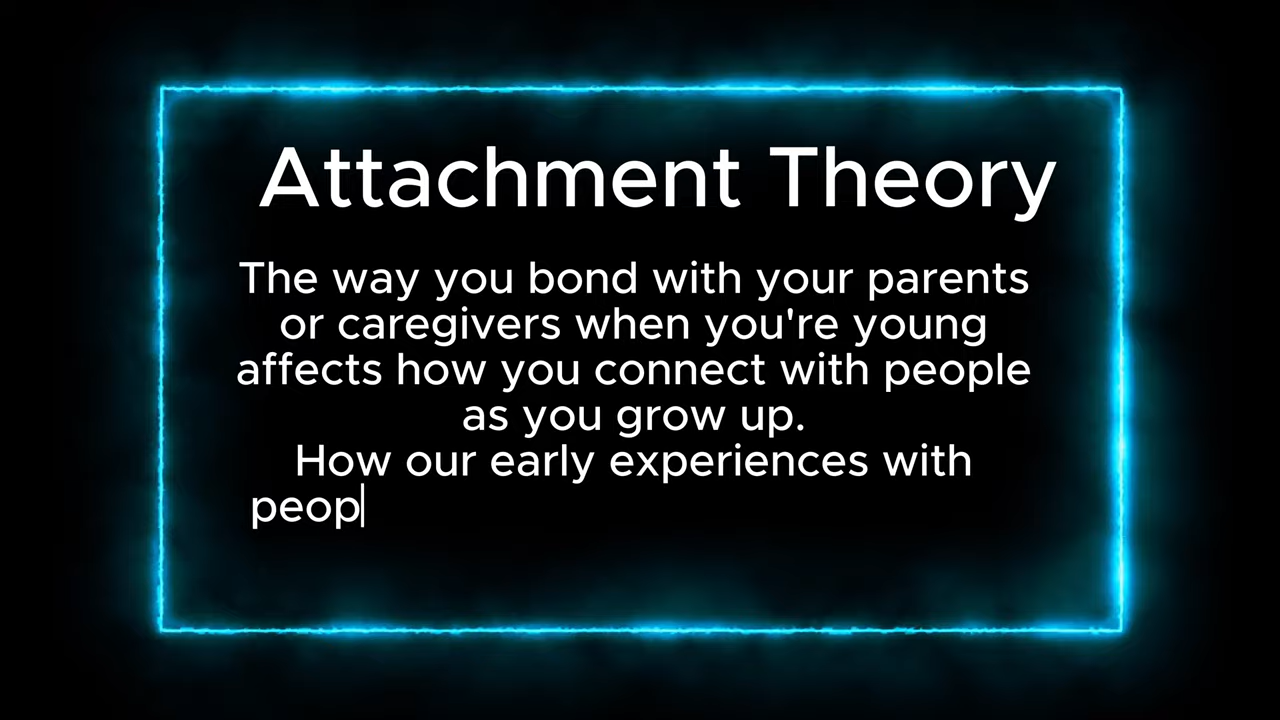 Attachment Theory
The way you bond with your parents
or caregivers when you're young
affects how you connect with people
as you grow up.
How our early experiences with
peop